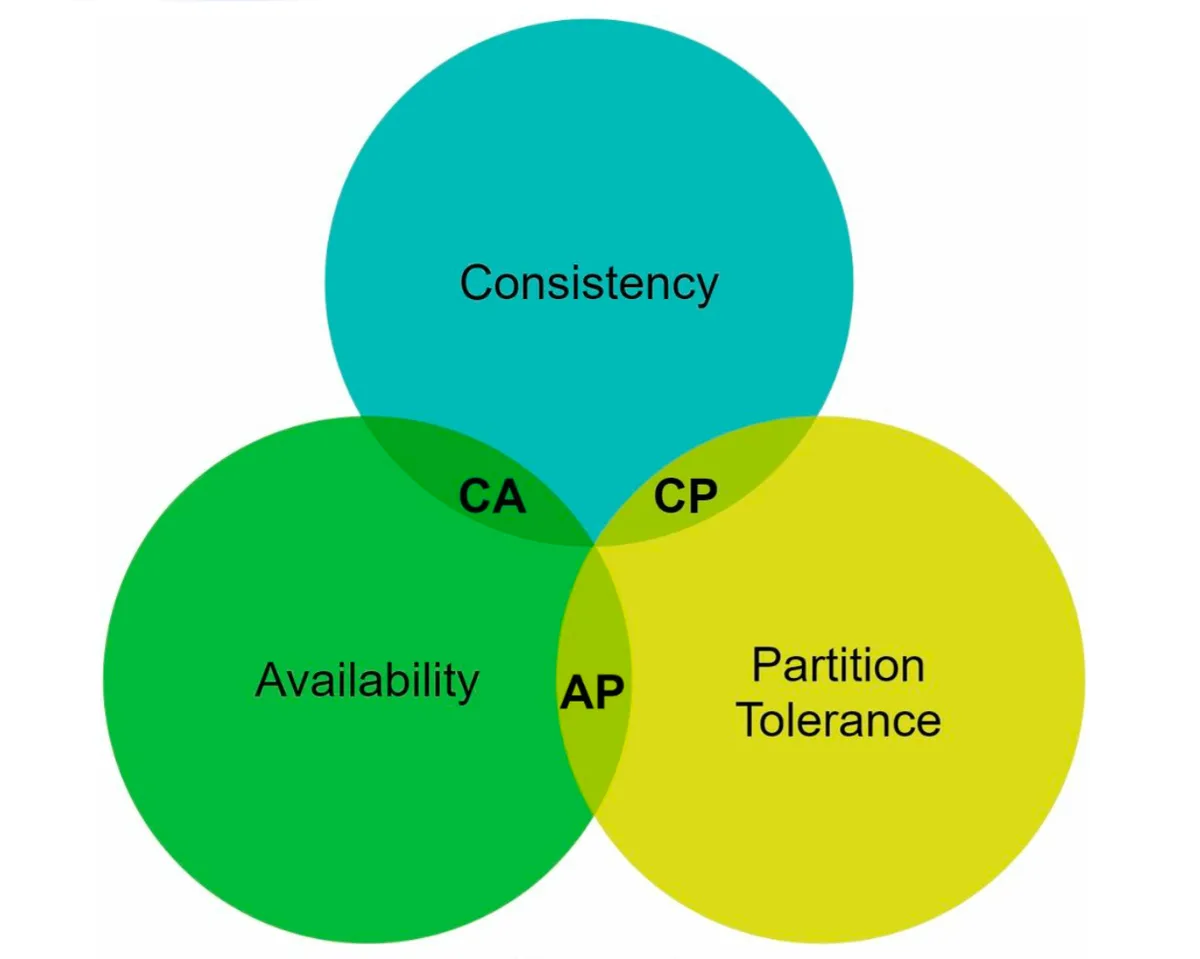 Consistency
CA
CP
Availability
AP
Partition
Tolerance